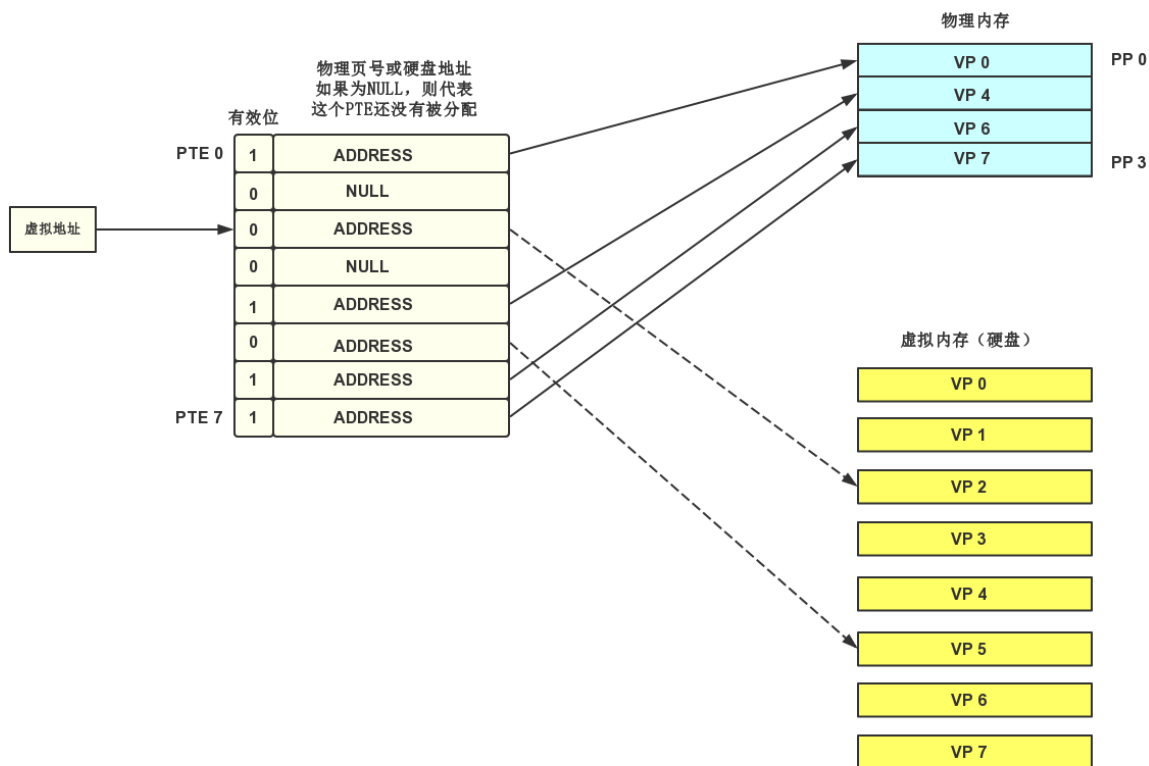 物理内存
VP 0
PP 0
VP 4
VP 6
VP 7
PP 3
物理页号或硬盘地址
如果为NULL，则代表
这个PTE还没有被分配
有效位
PTE 0
1
ADDRESS
0
NULL
虚拟地址
0
ADDRESS
0
NULL
1
ADDRESS
0
ADDRESS
1
ADDRESS
PTE 7
1
ADDRESS
虚拟内存（硬盘）
VP 0
VP 1
VP 2
VP 3
VP 4
VP 5
VP 6
VP 7